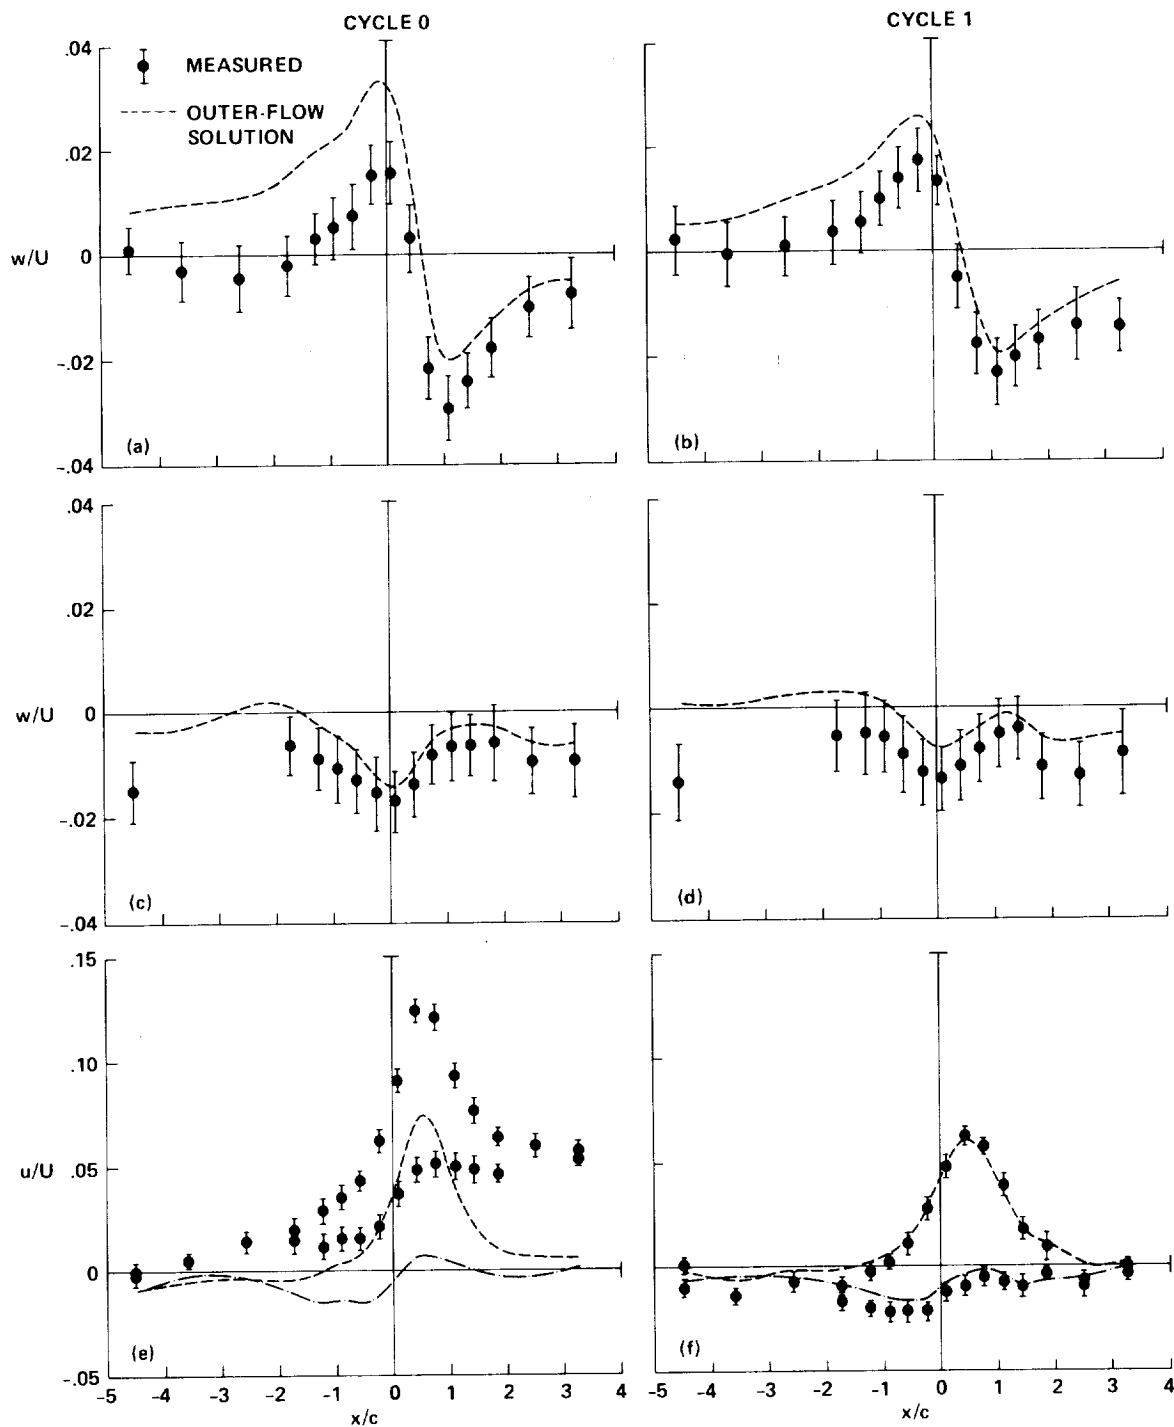 CYCLE 0
CYCLE 1
.04
MEASURED
OUTER-FLOW
SOLUTION
.02
w/U
0
-.02
-.04
(a)
(b)
.04
.02
w/U
0
-.02
-.04
(c)
(d)
.15
.10
u/U
.05
0
-.05
(e)
(f)
-5 -4 -3 -2 -1 0 1 2 3 4
-5 -4 -3 -2 -1 0 1 2 3 4
x/c
x/c